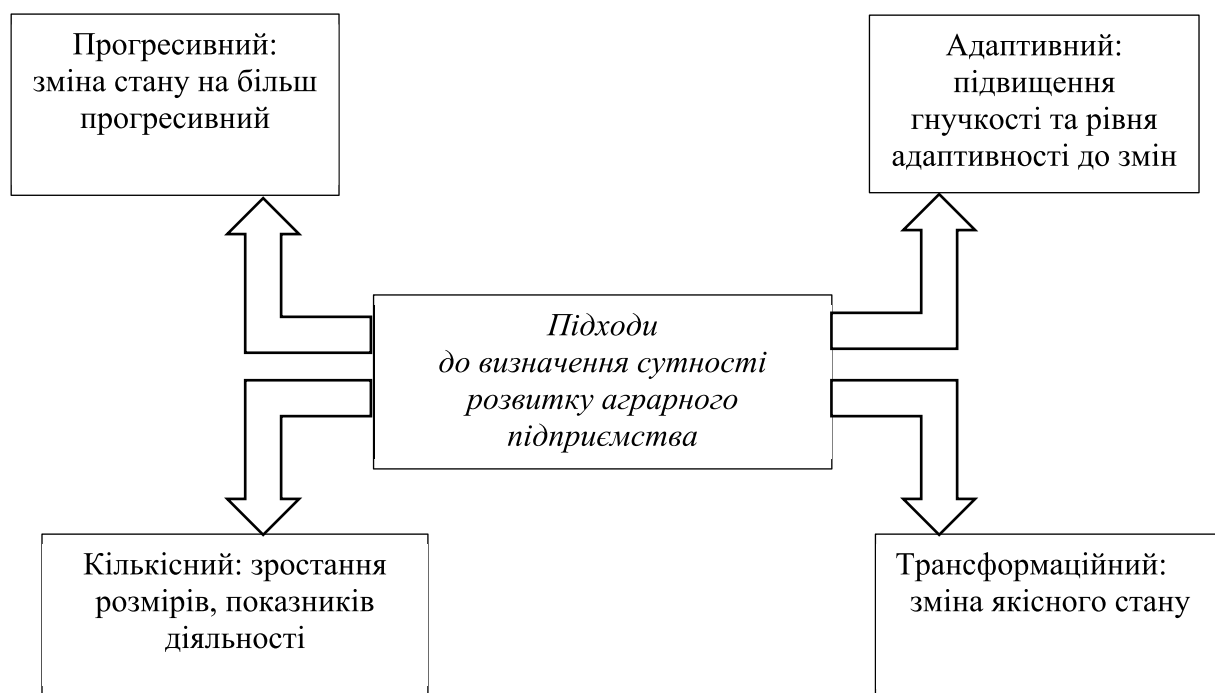 Прогресивний:
зміна стану на більш
прогресивний
Адаптивний:
підвищення
гнучкості та рівня
адаптивності до змін
Підходи
до визначення сутності
розвитку аграрного
підприємства
Кількісний: зростання
розмірів, показників
діяльності
Трансформаційний:
зміна якісного стану